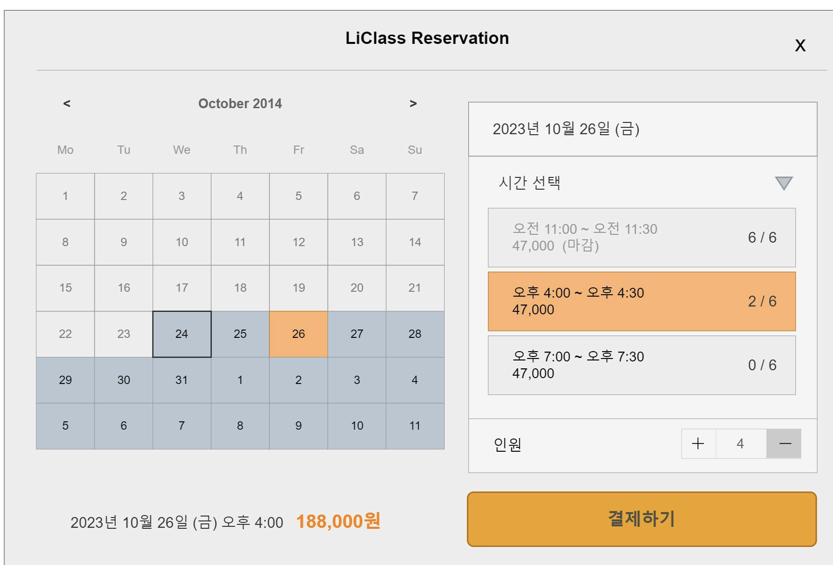 LiClass Reservation
X
< October 2014 >
Mo Tu We Th Fr Sa Su
1 2 3 4 5 6 7
8 9 10 11 12 13 14
15 16 17 18 19 20 21
22 23 24 25 26 27 28
29 30 31 1 2 3 4
5 6 7 8 9 10 11
2023년 10월 26일 (금) 오후 4:00 188,000원
2023년 10월 26일 (금)
시간 선택
오전 11:00 ~ 오전 11:30
47,000 (마감)
6 / 6
오후 4:00 ~ 오후 4:30
47,000
2 / 6
오후 7:00 ~ 오후 7:30
47,000
0 / 6
인원 + 4 —
결제하기